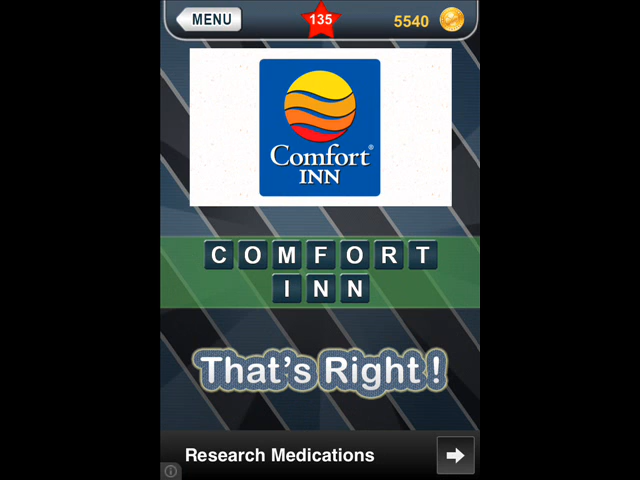 MENU
135
5540
Comfort®
INN
COMFORT
INN
That's Right!
Research Medications